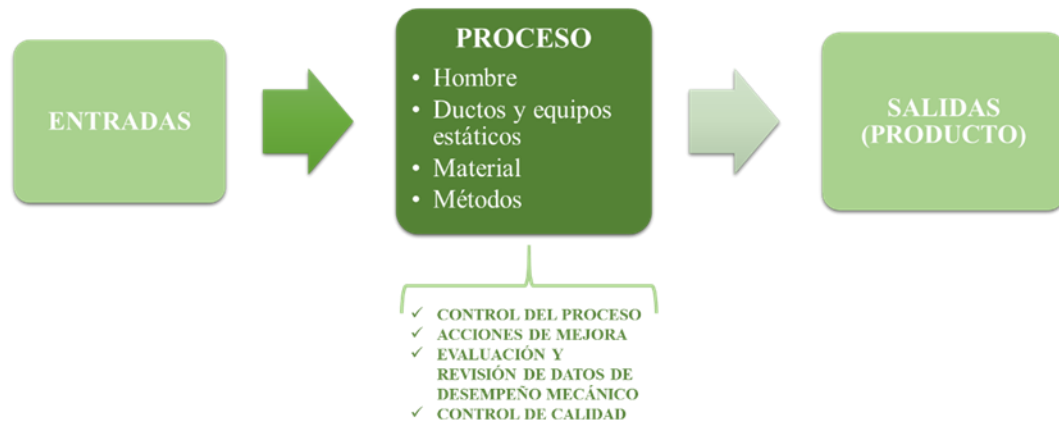 ENTRADAS
PROCESO
• Hombre
• Ductos y equipos
estáticos
• Material
• Métodos
SALIDAS
(PRODUCTO)
✓ CONTROL DEL PROCESO
✓ ACCIONES DE MEJORA
✓ EVALUACIÓN Y
REVISIÓN DE DATOS DE
DESEMPEÑO MECÁNICO
✓ CONTROL DE CALIDAD